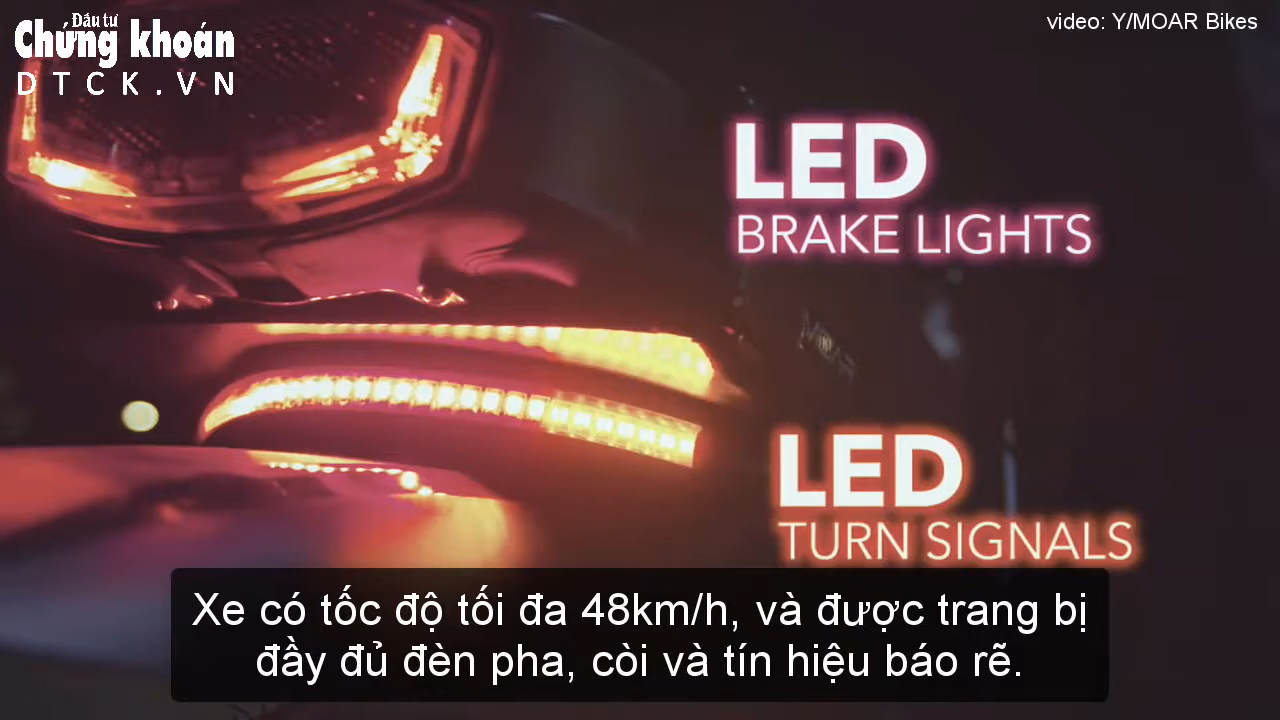 Đầu tư
Chứng khoán
DTCK.VN
video: Y/MOAR Bikes
LED
BRAKE LIGHTS
MOAR
LED
TURN SIGNALS
Xe có tốc độ tối đa 48km/h, và được trang bị
đầy đủ đèn pha, còi và tín hiệu báo rẽ.